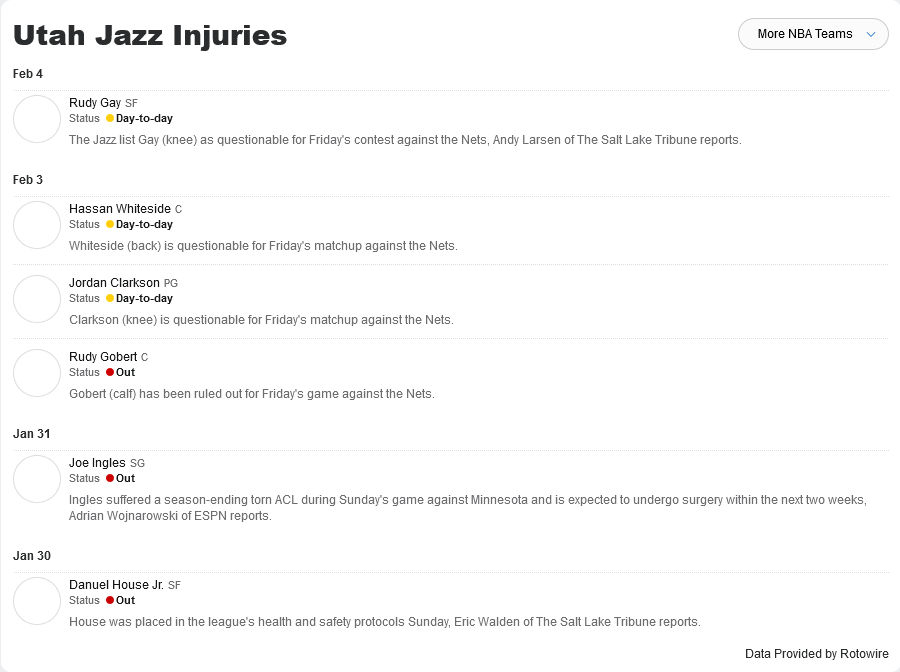 Utah Jazz Injuries
More NBA Teams
Feb 4
Rudy Gay SF
Status Day-to-day
The Jazz list Gay (knee) as questionable for Friday's contest against the Nets, Andy Larsen of The Salt Lake Tribune reports.
Feb 3
Hassan Whiteside C
Status Day-to-day
Whiteside (back) is questionable for Friday's matchup against the Nets.
Jordan Clarkson PG
Status Day-to-day
Clarkson (knee) is questionable for Friday's matchup against the Nets.
Rudy Gobert C
Status Out
Gobert (calf) has been ruled out for Friday's game against the Nets.
Jan 31
Joe Ingles SG
Status Out
Ingles suffered a season-ending torn ACL during Sunday's game against Minnesota and is expected to undergo surgery within the next two weeks,
Adrian Wojnarowski of ESPN reports.
Jan 30
Danuel House Jr. SF
Status Out
House was placed in the league's health and safety protocols Sunday, Eric Walden of The Salt Lake Tribune reports.
Data Provided by Rotowire